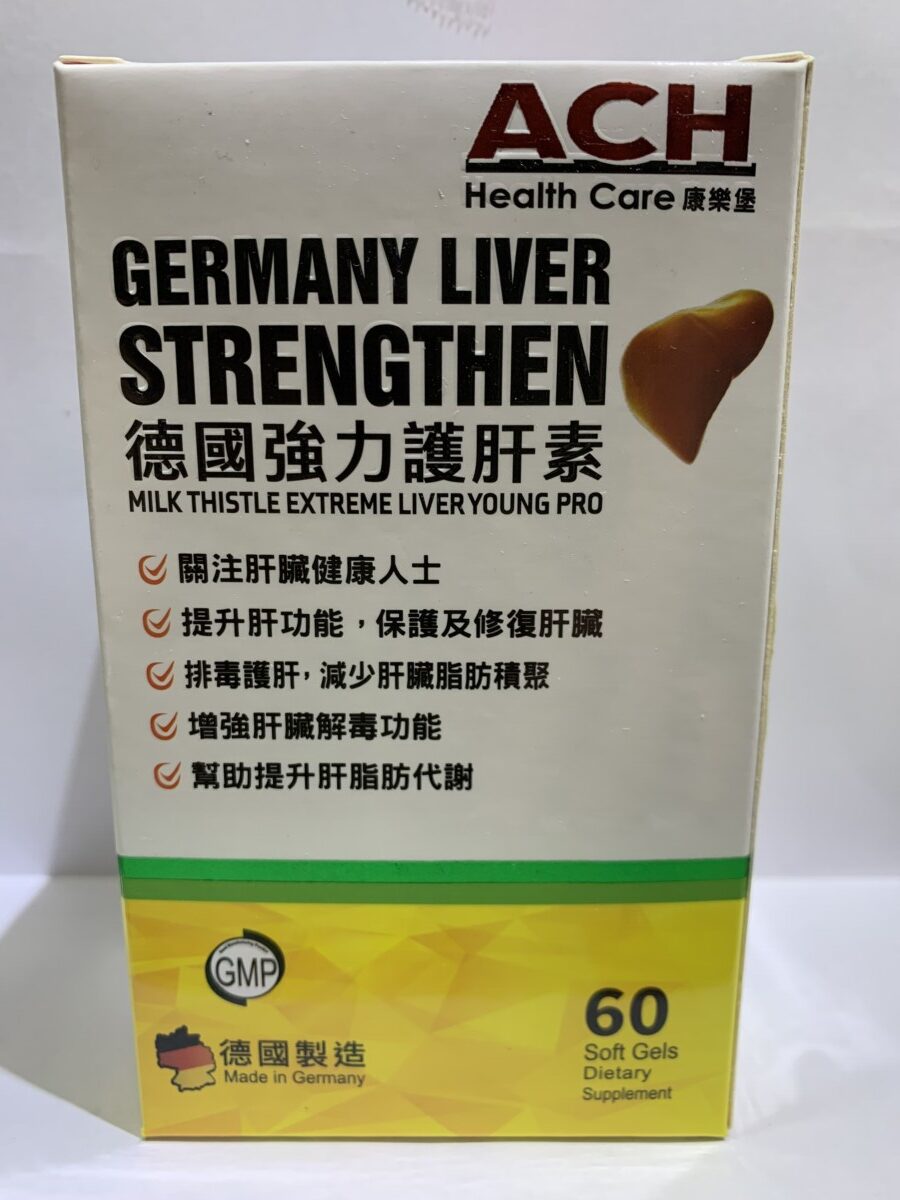 ACH
Health Care 康樂堡
GERMANY LIVER
STRENGTHEN
德國強力護肝素
MILK THISTLE EXTREME LIVER YOUNG PRO
關注肝臟健康人士
提升肝功能,保護及修復肝臟
排毒護肝,減少肝臟脂肪積聚
增強肝臟解毒功能
幫助提升肝脂肪代謝
GMP
德國製造
Made in Germany
60
Soft Gels
Dietary
Supplement